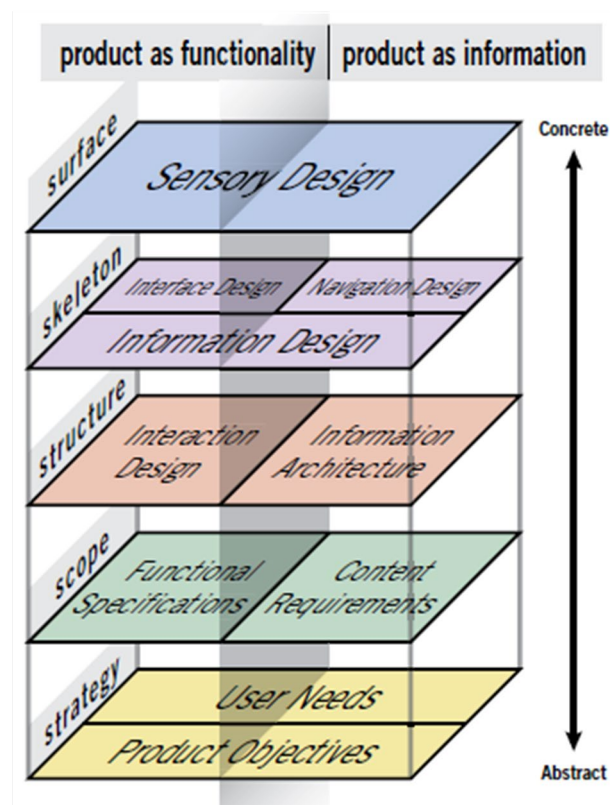 product as functionality
product as information
Concrete
surface
Sensory Design
skeleton
Interface Design
Navigation Design
Information Design
structure
Interaction
Design
Information
Architecture
scope
Functional
Specifications
Content
Requirements
strategy
User Needs
Product Objectives
Abstract